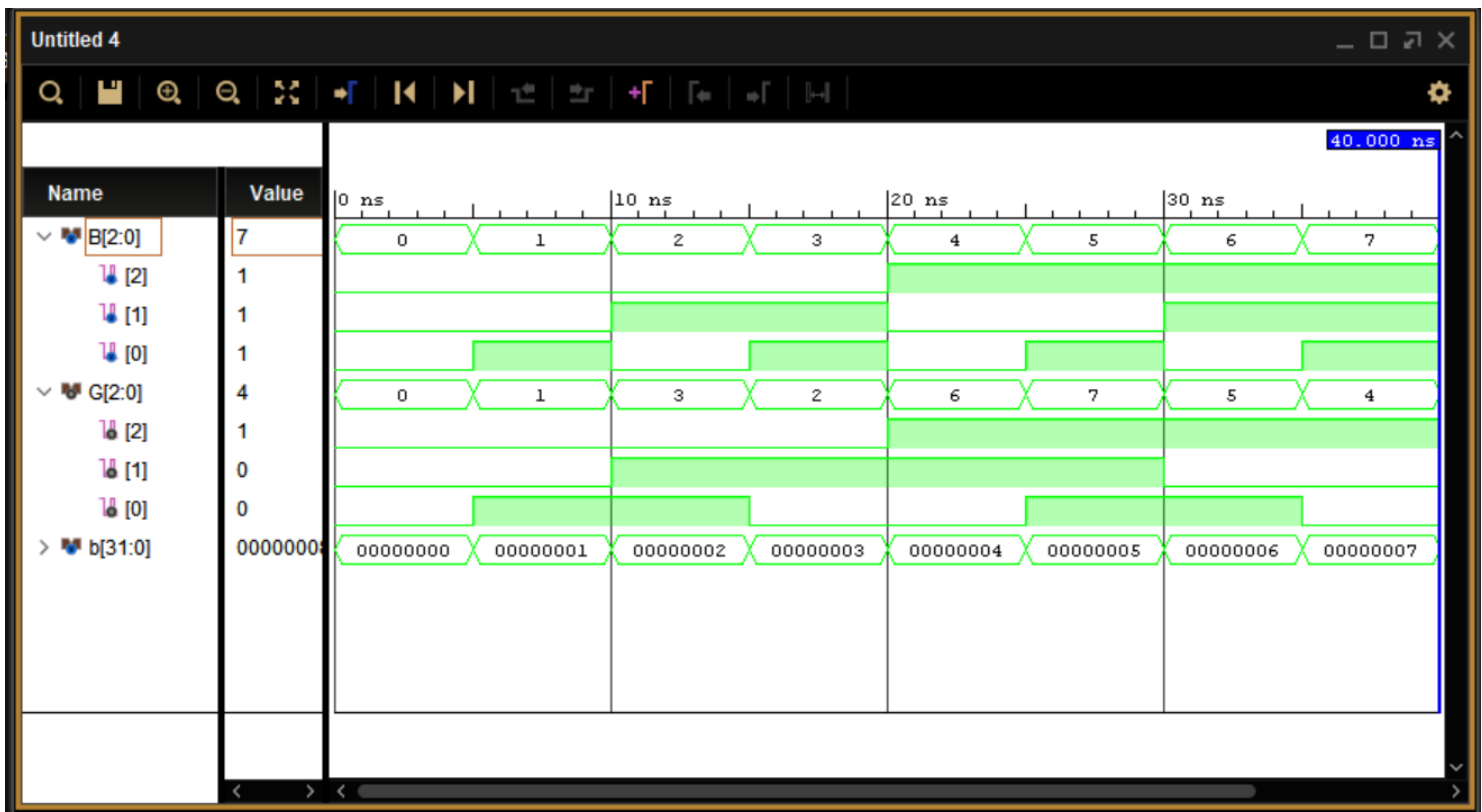 Untitled 4
40.000 ns
Name Value 0 ns 10 ns 20 ns 30 ns
B[2:0] 7 0 1 2 3 4 5 6 7
[2] 1
[1] 1
[0] 1
G[2:0] 4 0 1 3 2 6 7 5 4
[2] 1
[1] 0
[0] 0
b[31:0] 00000000 00000001 00000002 00000003 00000004 00000005 00000006 00000007